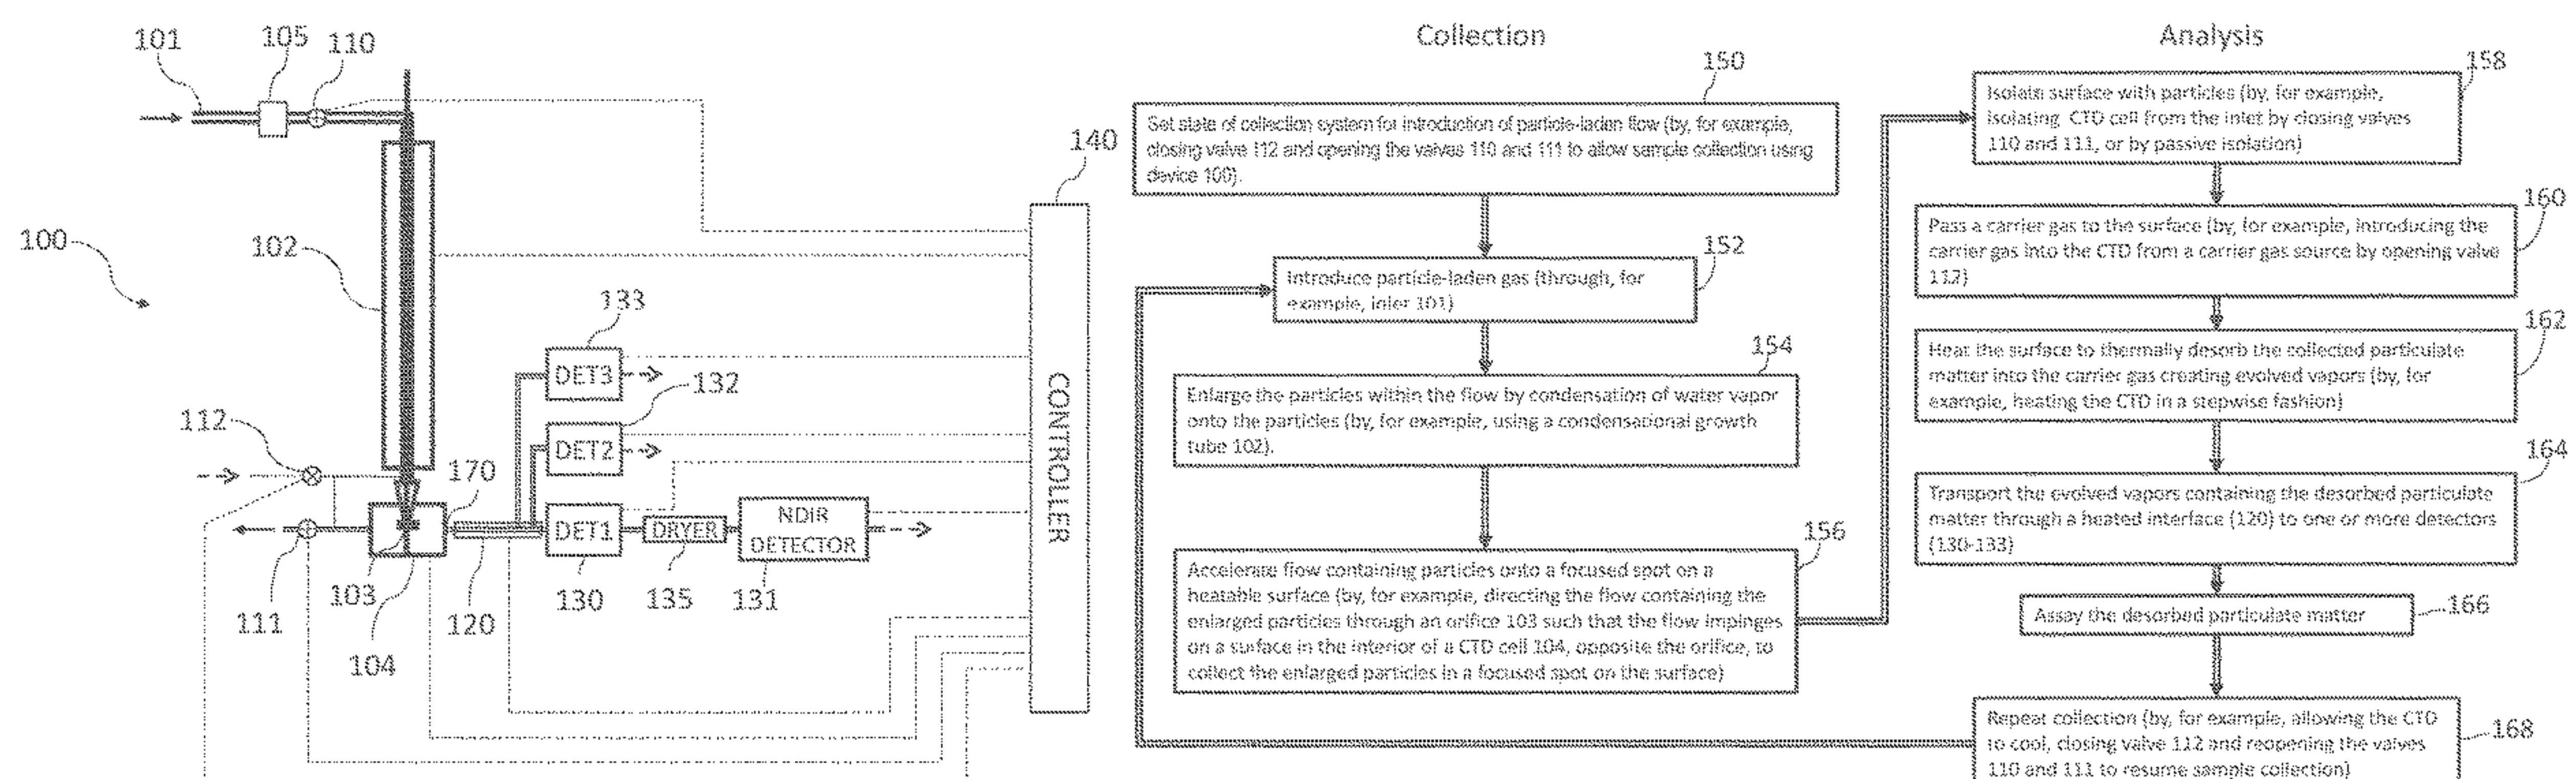 101
105
110
100
102
112
111
103
104
170
120
133
DET3
132
DET2
DET1
130
DRYER
135
NDIR
DETECTOR
131
140
CONTROLLER
Collection
150
Set state of collection system for introduction of particle-laden flow (by, for example,
closing valve 112 and opening the valves 110 and 111 to allow sample collection using
device 100).
152
Introduce particle-laden gas (through, for
example, inler 101)
154
Enlarge the particles within the flow by condensation of water vapor
onto the particles (by, for example, using a condensational growth
tube 102).
156
Accelerate flow containing particles onto a focused spot on a
heatable surface (by, for example, directing the flow containing the
enlarged particles through an orifice 103 such that the flow impinges
on a surface in the interior of a CTD cell 104, opposite the orifice, to
collect the enlarged particles in a focused spot on the surface)
Analysis
158
Isolate surface with particles (by, for example,
isolating CTD cell from the inlet by closing valves
110 and 111, or by passive isolation)
160
Pass a carrier gas to the surface (by, for example, introducing the
carrier gas into the CTD from a carrier gas source by opening valve
112)
162
Heat the surface to thermally desorb the collected particulate
matter into the carrier gas creating evolved vapors (by, for
example, heating the CTD in a stepwise fashion)
164
Transport the evolved vapors containing the desorbed particulate
matter through a heated interface (120) to one or more detectors
(130-133)
Assay the desorbed particulate matter
166
Repeat collection (by, for example, allowing the CTD
to cool, closing valve 112 and reopening the valves
110 and 111 to resume sample collection)
168